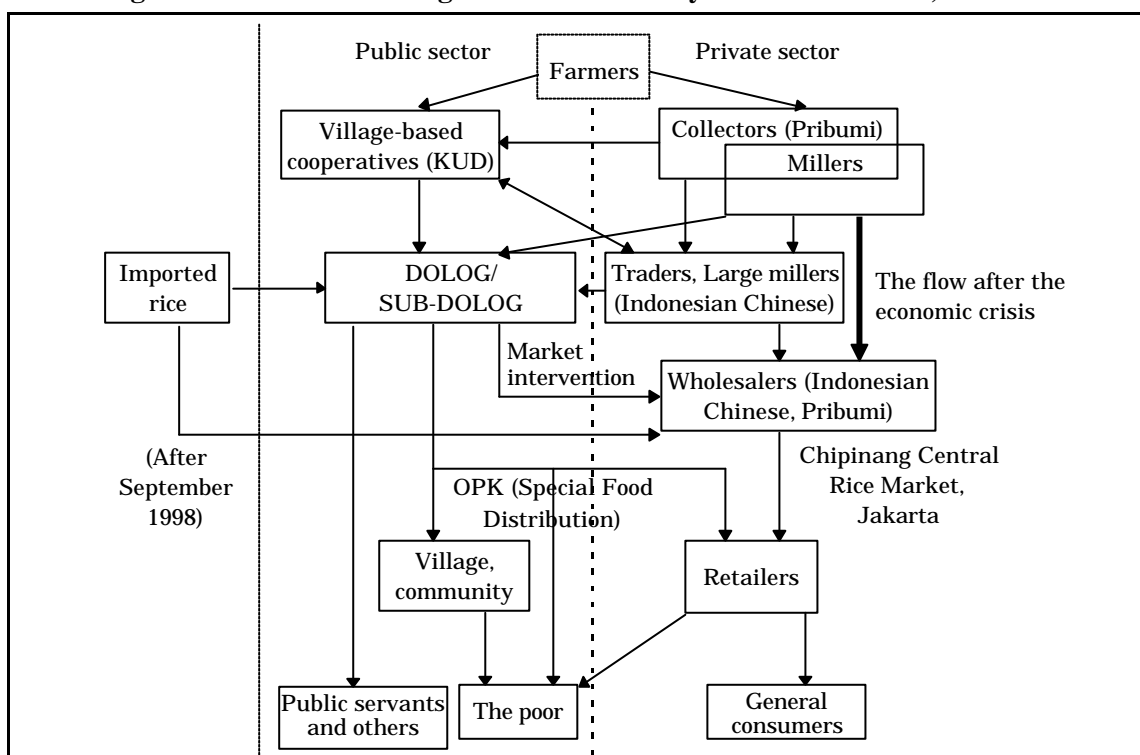 Public sector
Private sector
Farmers
Village-based
cooperatives (KUD)
Collectors (Pribumi)
Millers
Imported
rice
DOLOG/
SUB-DOLOG
Traders, Large millers
(Indonesian Chinese)
The flow after the
economic crisis
Market
intervention
Wholesalers (Indonesian
Chinese, Pribumi)
(After
September
1998)
OPK (Special Food
Distribution)
Chipinang Central
Rice Market,
Jakarta
Village,
community
Retailers
Public servants
and others
The poor
General
consumers